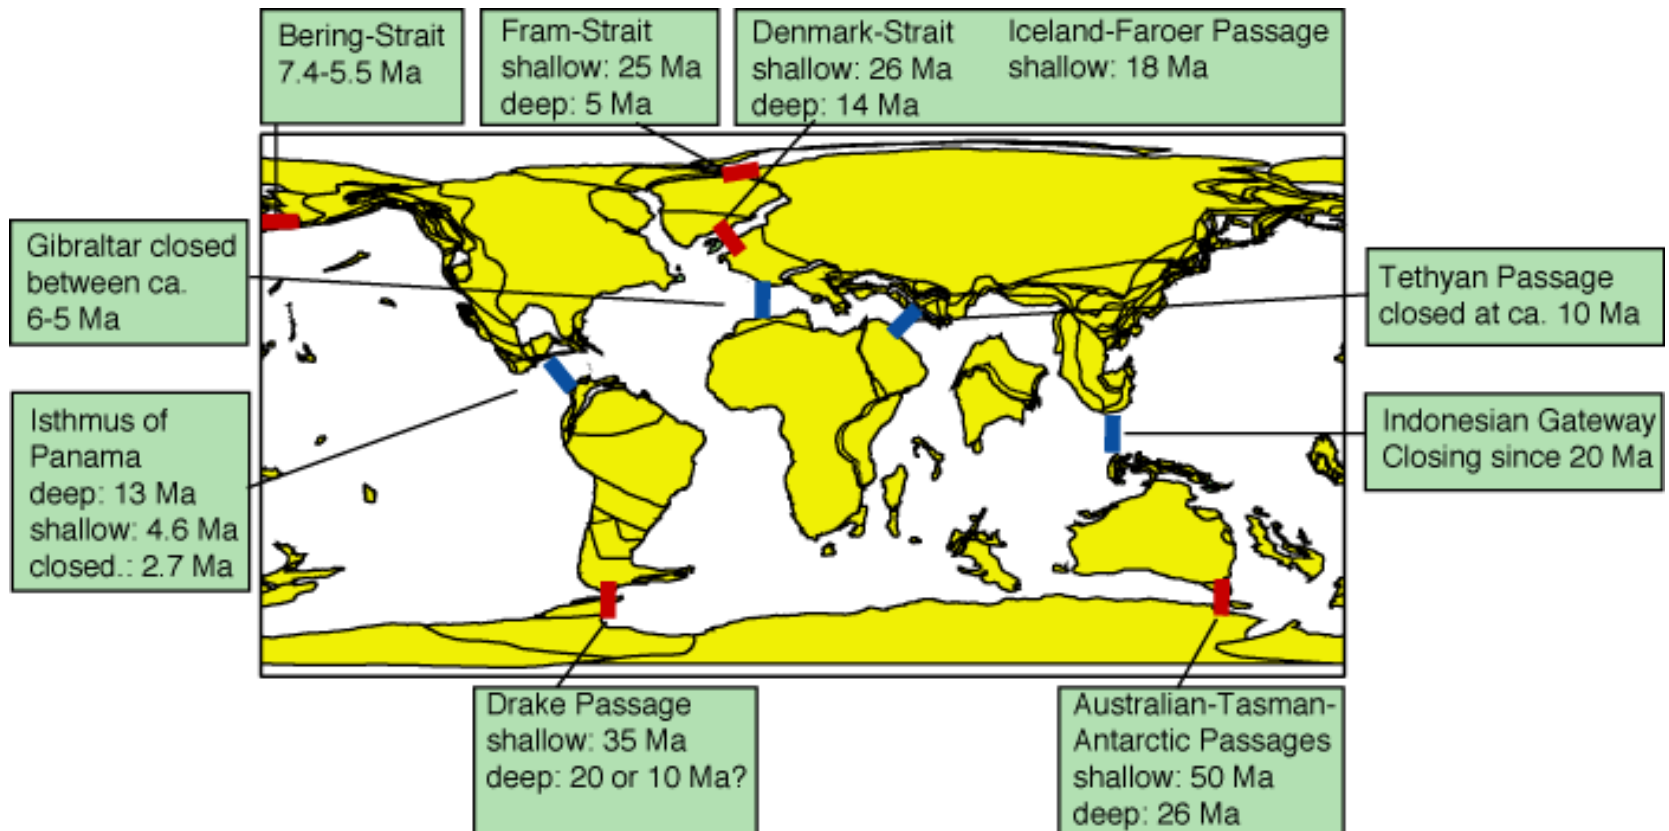 Bering-Strait
7.4-5.5 Ma
Fram-Strait
shallow: 25 Ma
deep: 5 Ma
Denmark-Strait
shallow: 26 Ma
deep: 14 Ma
Iceland-Faroer Passage
shallow: 18 Ma
Gibraltar closed
between ca.
6-5 Ma
Tethyan Passage
closed at ca. 10 Ma
Isthmus of
Panama
deep: 13 Ma
shallow: 4.6 Ma
closed.: 2.7 Ma
Indonesian Gateway
Closing since 20 Ma
Drake Passage
shallow: 35 Ma
deep: 20 or 10 Ma?
Australian-Tasman-
Antarctic Passages
shallow: 50 Ma
deep: 26 Ma